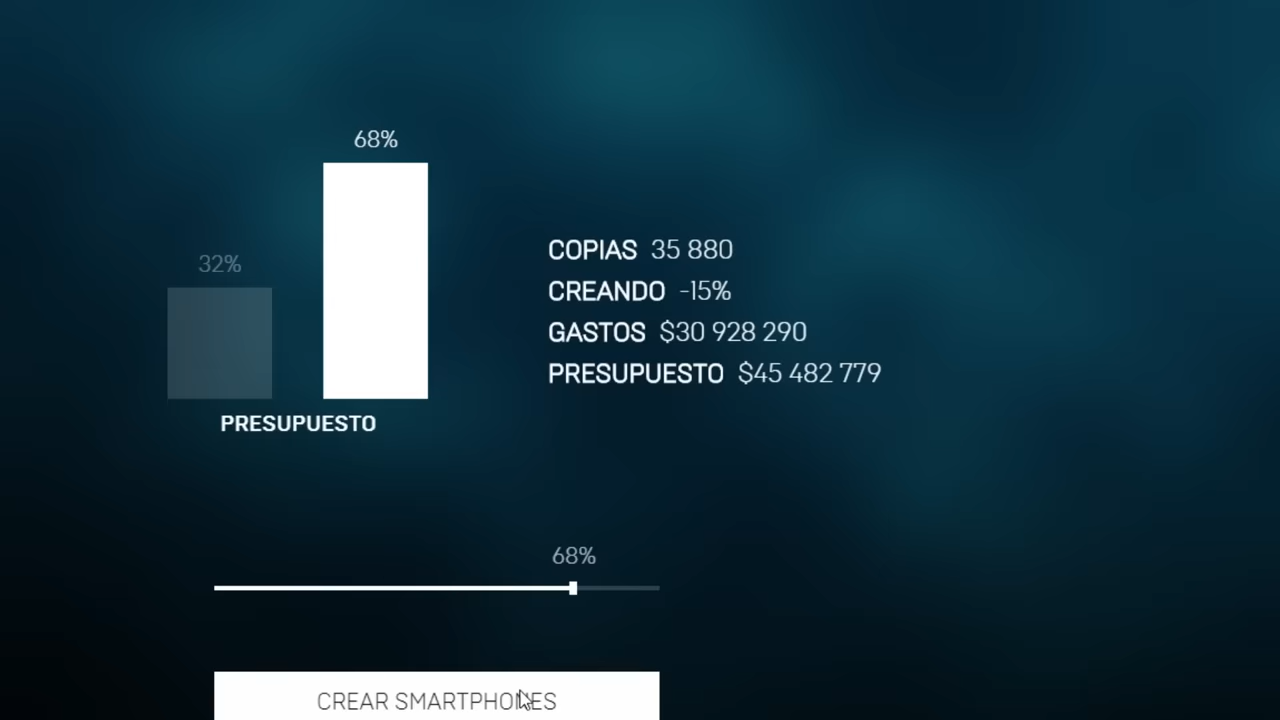 68%
32%
COPIAS 35 880
CREANDO -15%
GASTOS $30 928 290
PRESUPUESTO $45 482 779
PRESUPUESTO
68%
CREAR SMARTPHONES